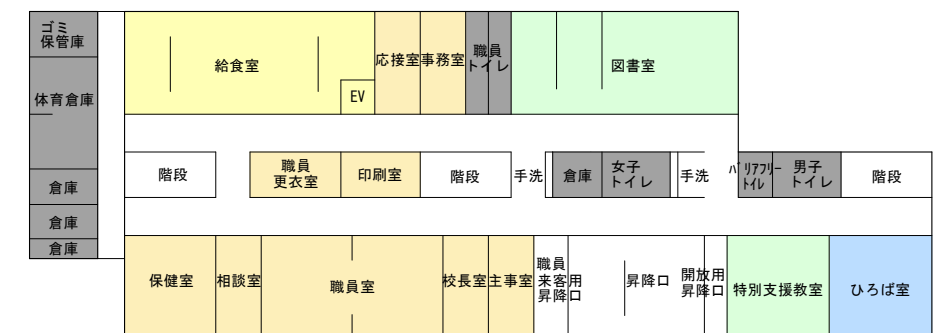 ゴミ
保管庫
体育倉庫
倉庫
倉庫
倉庫
給食室
EV
応接室
事務室
職員
トイレ
図書室
階段
職員
更衣室
印刷室
階段
手洗
倉庫
女子
トイレ
手洗
バリアフリー
トイレ
男子
トイレ
階段
保健室
相談室
職員室
校長室
主事室
職員
来客用
昇降口
昇降口
開放用
昇降口
特別支援教室
ひろば室